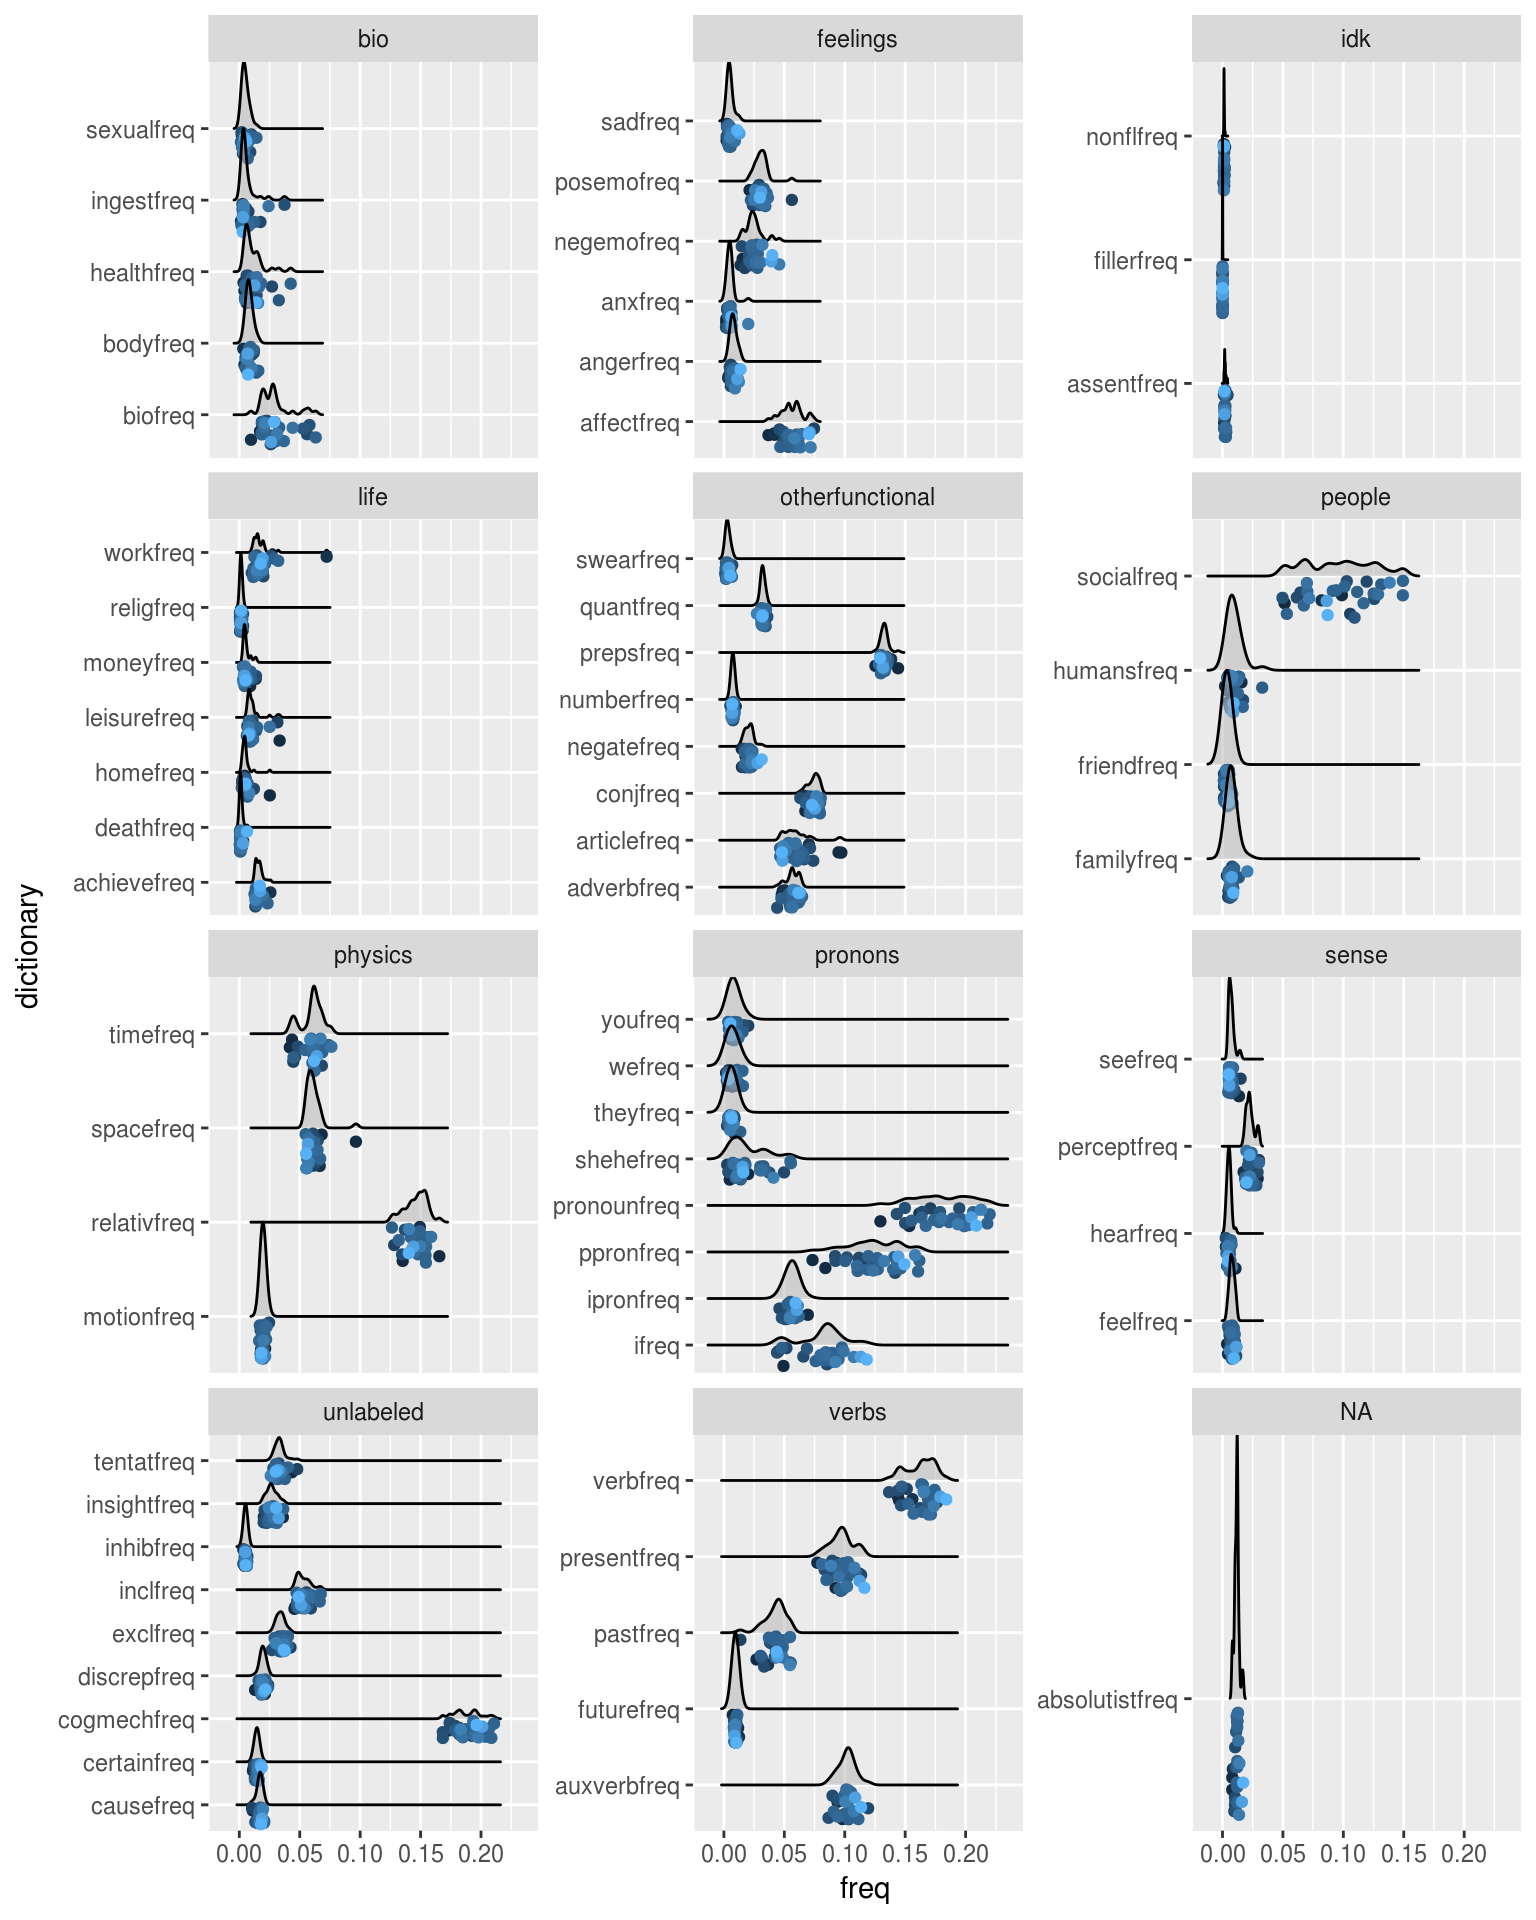 bio
sexualfreq
ingestfreq
healthfreq
bodyfreq
biofreq
feelings
sadfreq
posemofreq
negemofreq
anxfreq
angerfreq
affectfreq
idk
nonflfreq
fillerfreq
assentfreq
life
workfreq
religfreq
moneyfreq
leisurefreq
homefreq
deathfreq
achievefreq
otherfunctional
swearfreq
quantfreq
prepsfreq
numberfreq
negatefreq
conjfreq
articlefreq
adverbfreq
people
socialfreq
humansfreq
friendfreq
familyfreq
dictionary
physics
timefreq
spacefreq
relativfreq
motionfreq
pronons
youfreq
wefreq
theyfreq
shehefreq
pronounfreq
ppronfreq
ipronfreq
ifreq
sense
seefreq
perceptfreq
hearfreq
feelfreq
unlabeled
tentatfreq
insightfreq
inhibfreq
inclfreq
exclfreq
discrepfreq
cogmechfreq
certainfreq
causefreq
verbs
verbfreq
presentfreq
pastfreq
futurefreq
auxverbfreq
NA
absolutistfreq
0.00 0.05 0.10 0.15 0.20
0.00 0.05 0.10 0.15 0.20
0.00 0.05 0.10 0.15 0.20
freq